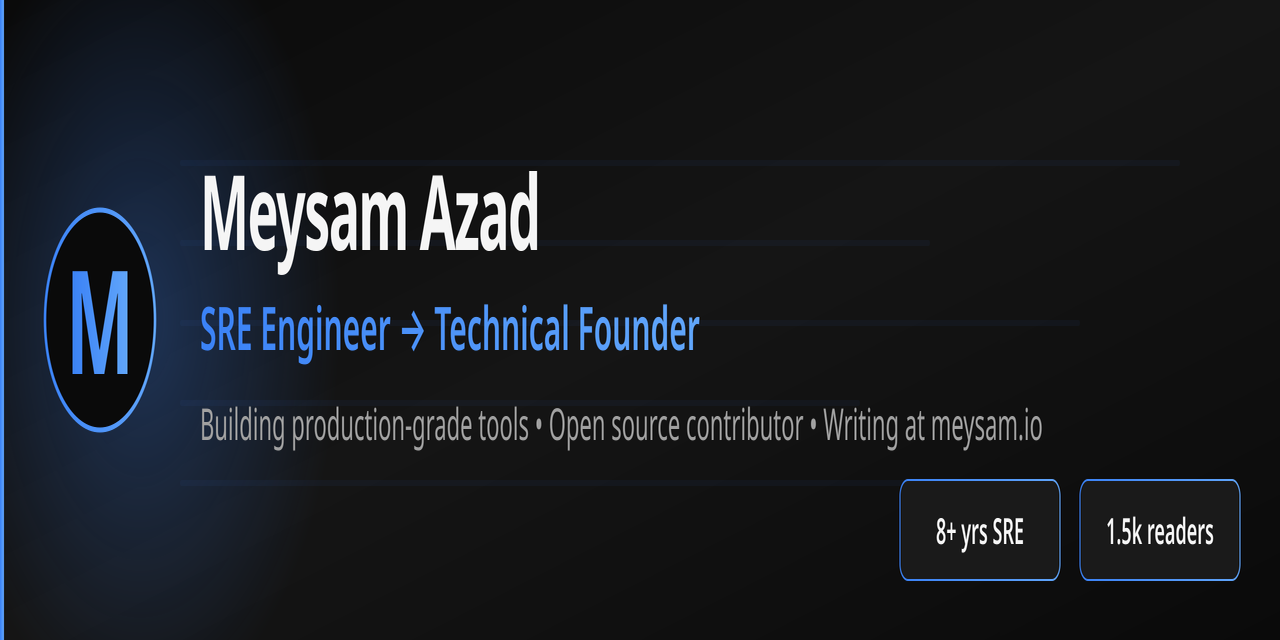 Meysam Azad
M
SRE Engineer → Technical Founder
Building production-grade tools • Open source contributor • Writing at meysam.io
8+ yrs SRE
1.5k readers